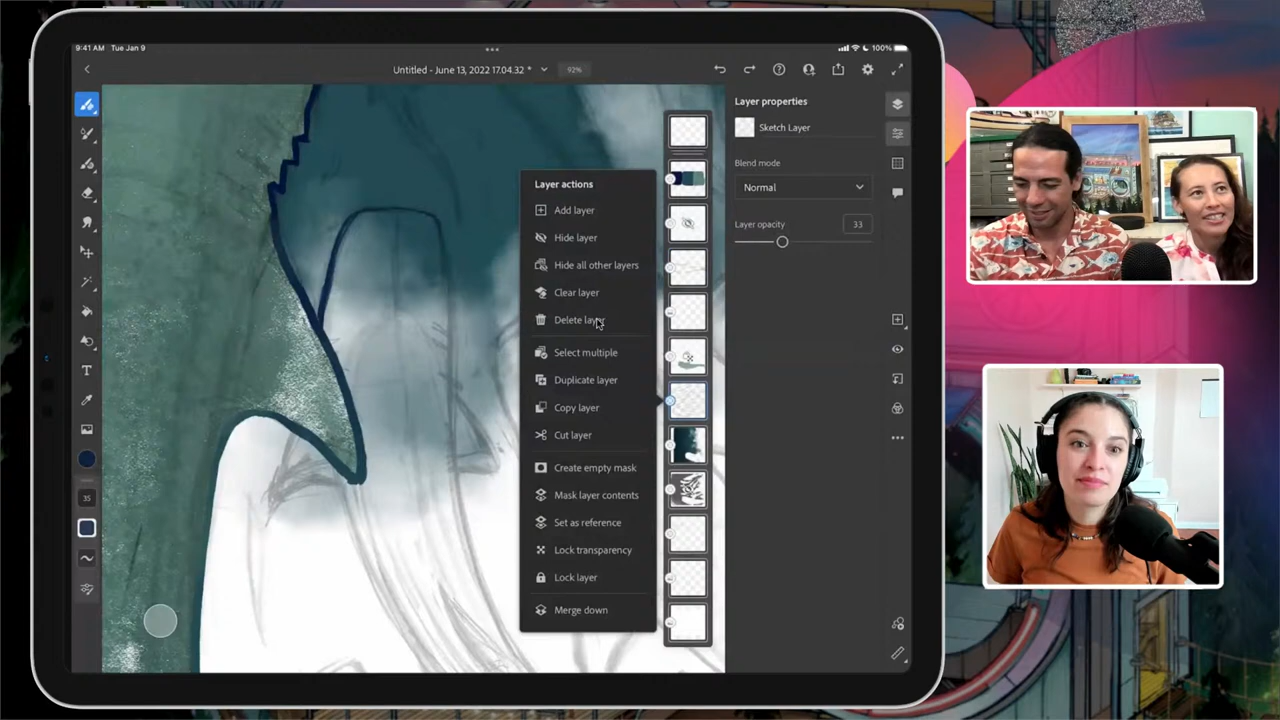 9:41 AM Tue Jan 9
100%
Untitled - June 13, 2022 17.04.32 *
92%
Layer properties
Sketch Layer
Blend mode
Normal
Layer opacity
33
Layer actions
Add layer
Hide layer
Hide all other layers
Clear layer
Delete layer
Select multiple
Duplicate layer
Copy layer
Cut layer
Create empty mask
Mask layer contents
Set as reference
Lock transparency
Lock layer
Merge down
T
35